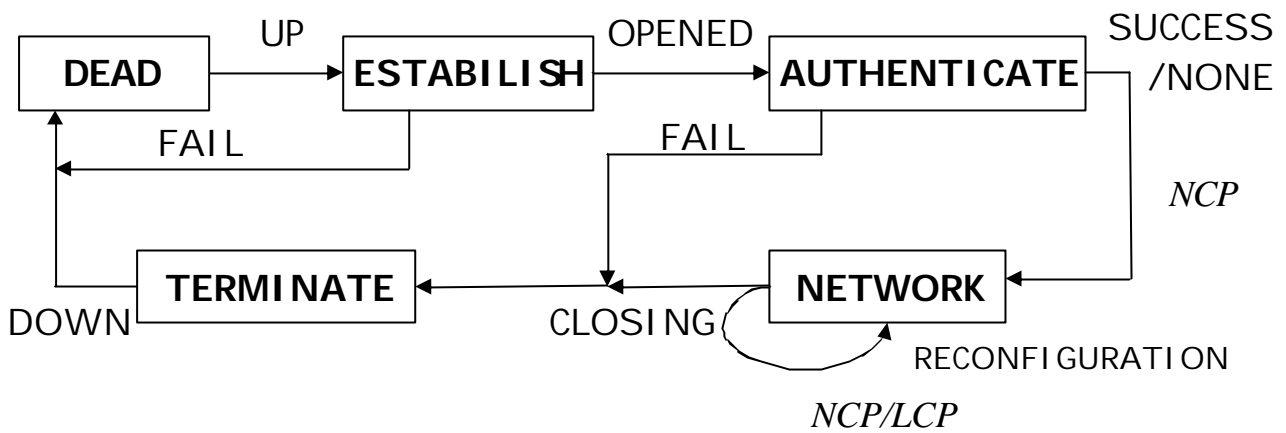 UP
OPENED
SUCCESS
/NONE
DEAD
ESTABILISH
AUTHENTICATE
FAIL
FAIL
NCP
TERMINATE
NETWORK
DOWN
CLOSING
RECONFIGURATION
NCP/LCP